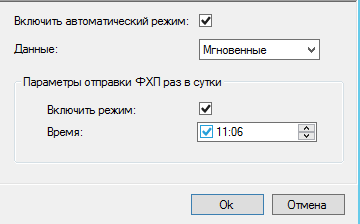 Включить автоматический режим:
Данные: Мгновенные
Параметры отправки ФХП раз в сутки
Включить режим:
Время: 11:06
Ok Отмена